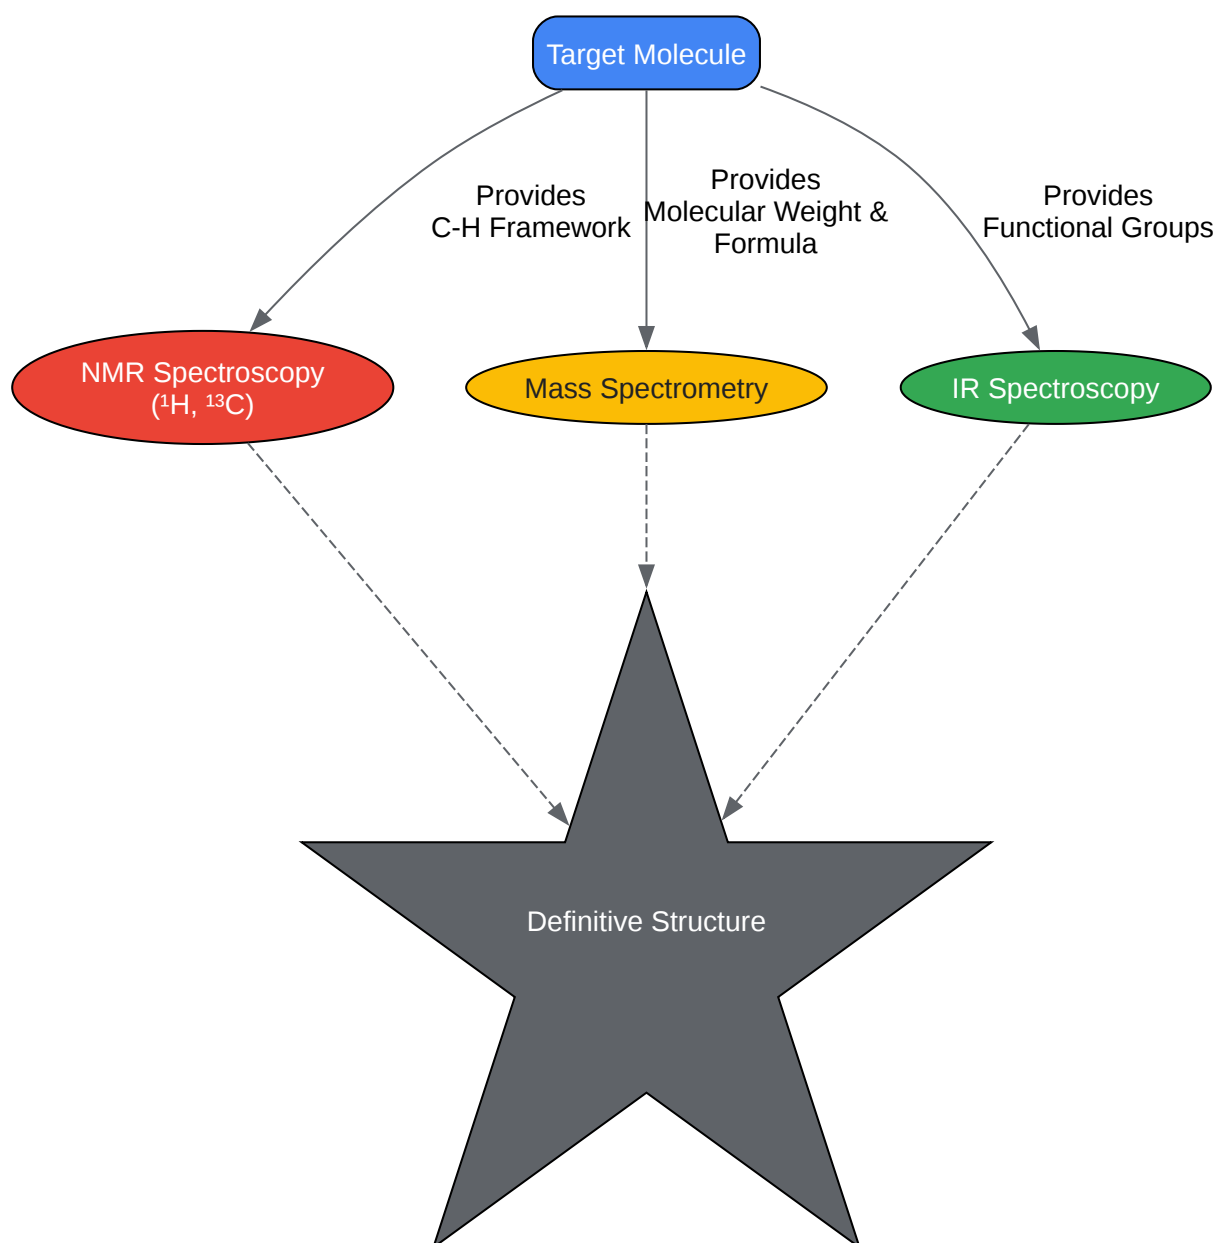 Target Molecule
Provides
C-H Framework
Provides
Molecular Weight &
Formula
Provides
Functional Groups
NMR Spectroscopy
(¹H, ¹³C)
Mass Spectrometry
IR Spectroscopy
Definitive Structure